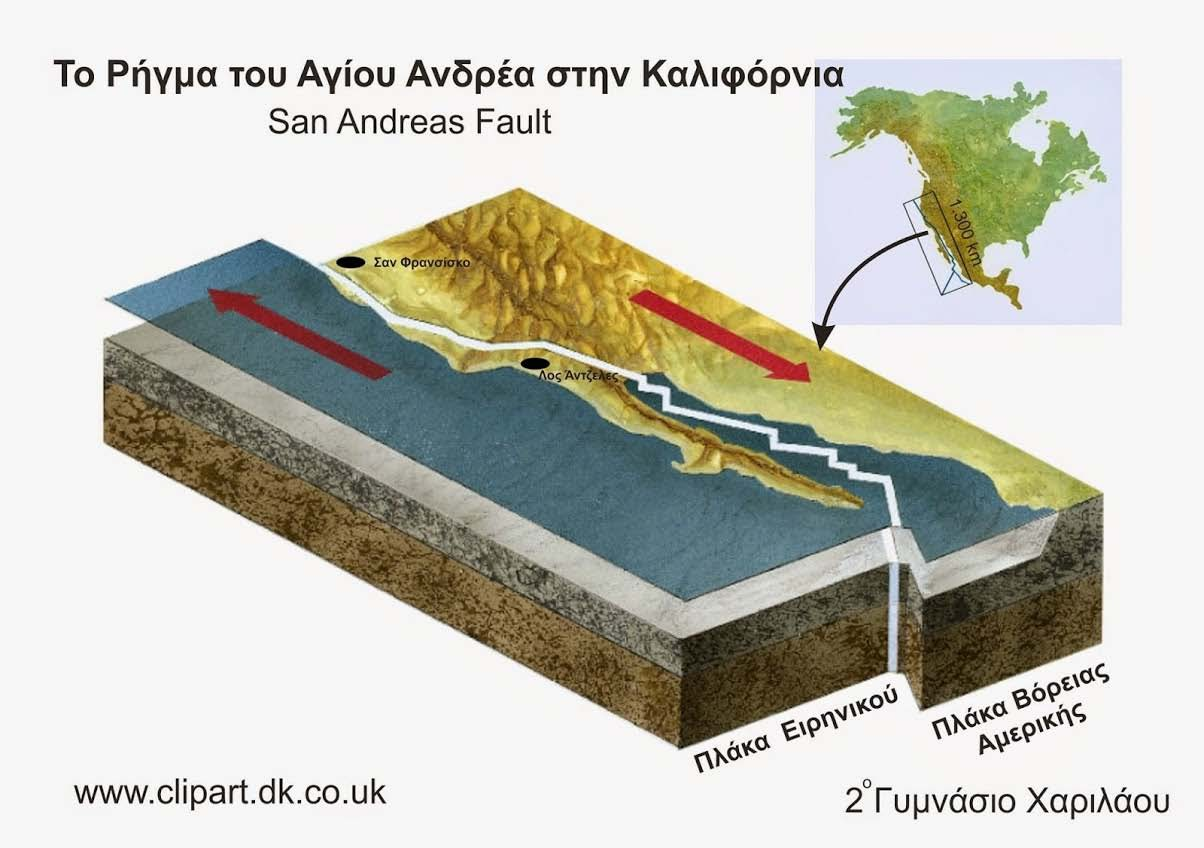 Το Ρήγμα του Αγίου Ανδρέα στην Καλιφόρνια
San Andreas Fault
1.300 km
Σαν Φρανσίσκο
Λος Άντζελες
Πλάκα Ειρηνικού
Πλάκα Βόρειας
Αμερικής
www.clipart.dk.co.uk
2ο Γυμνάσιο Χαριλάου